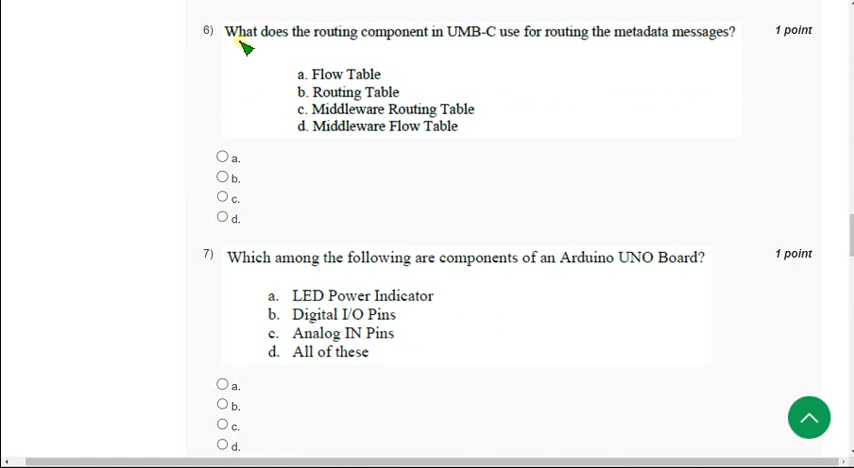 6) What does the routing component in UMB-C use for routing the metadata messages? 1 point
a. Flow Table
b. Routing Table
c. Middleware Routing Table
d. Middleware Flow Table
a.
b.
c.
d.
7) Which among the following are components of an Arduino UNO Board? 1 point
a. LED Power Indicator
b. Digital I/O Pins
c. Analog IN Pins
d. All of these
a.
b.
c.
d.